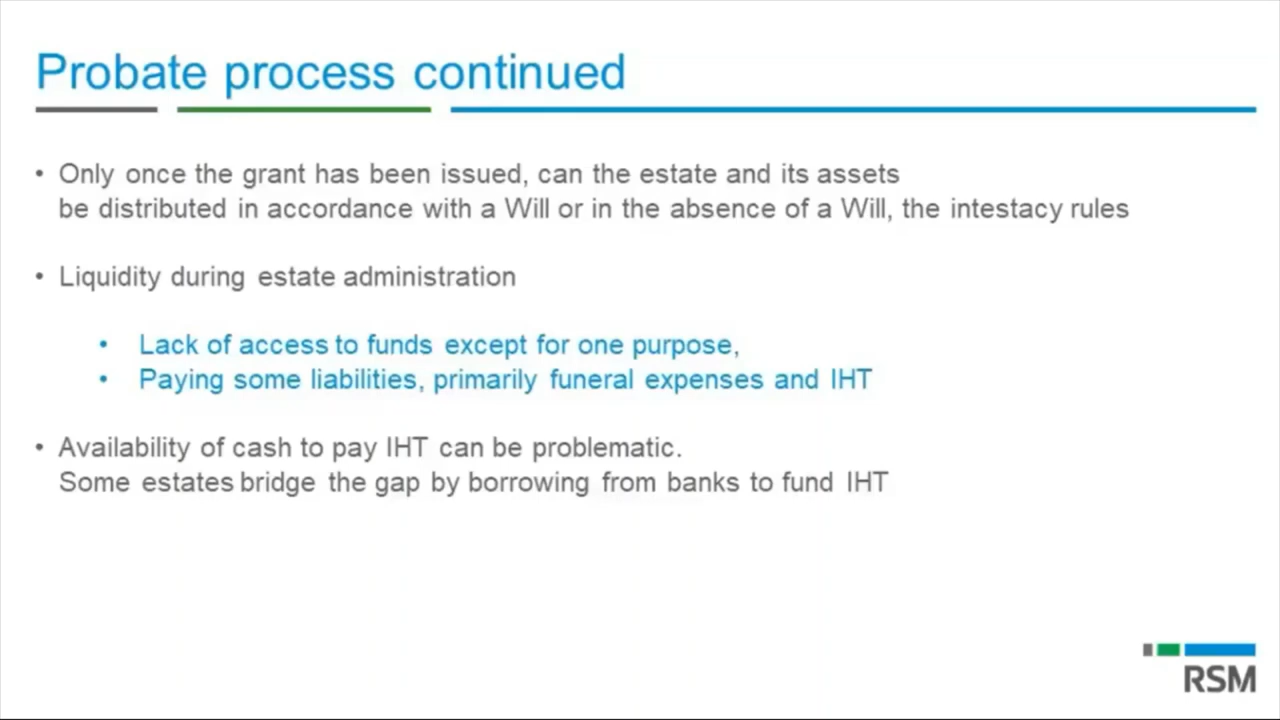 Probate process continued
• Only once the grant has been issued, can the estate and its assets
be distributed in accordance with a Will or in the absence of a Will, the intestacy rules
• Liquidity during estate administration
• Lack of access to funds except for one purpose,
• Paying some liabilities, primarily funeral expenses and IHT
• Availability of cash to pay IHT can be problematic.
Some estates bridge the gap by borrowing from banks to fund IHT
RSM